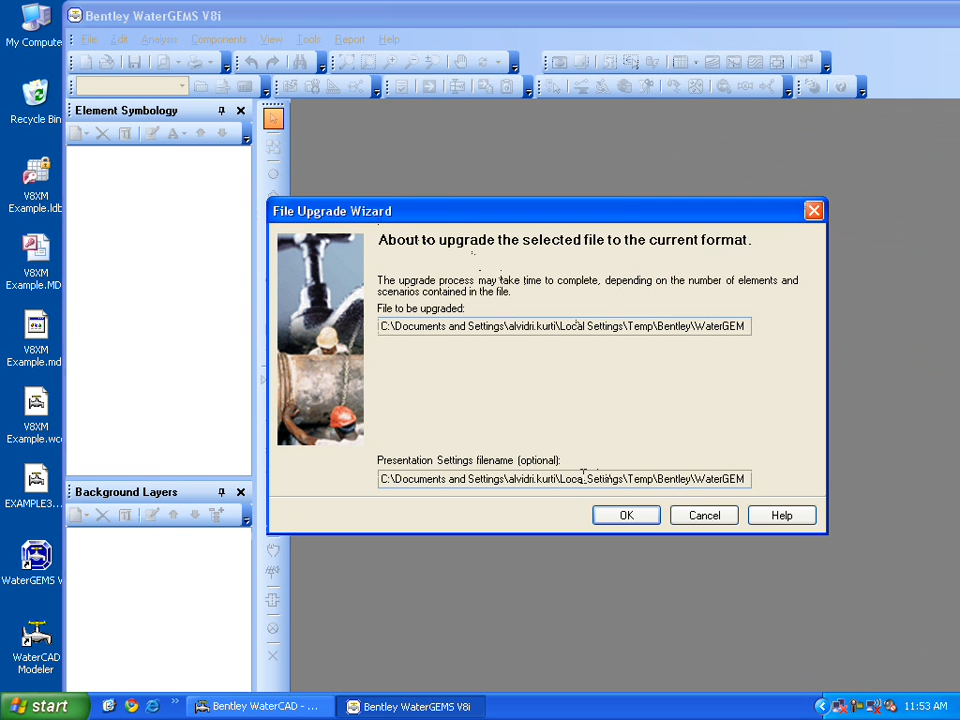 My Compute
Recycle Bin
V8XM
Example.ldb
V8XM
Example.MD
V8XM
Example.md
V8XM
Example.wc
EXAMPLE3...
WaterGEMS V
WaterCAD
Modeler
Bentley WaterGEMS V8i
File Edit Analysis Components View Tools Report Help
Element Symbology
Background Layers
File Upgrade Wizard
About to upgrade the selected file to the current format.
The upgrade process may take time to complete, depending on the number of elements and
scenarios contained in the file.
File to be upgraded:
C:\Documents and Settings\alvidri.kurti\Local Settings\Temp\Bentley\WaterGEM
Presentation Settings filename (optional):
C:\Documents and Settings\alvidri.kurti\Local Settings\Temp\Bentley\WaterGEM
OK Cancel Help
start
Bentley WaterCAD - ...
Bentley WaterGEMS V8i
11:53 AM